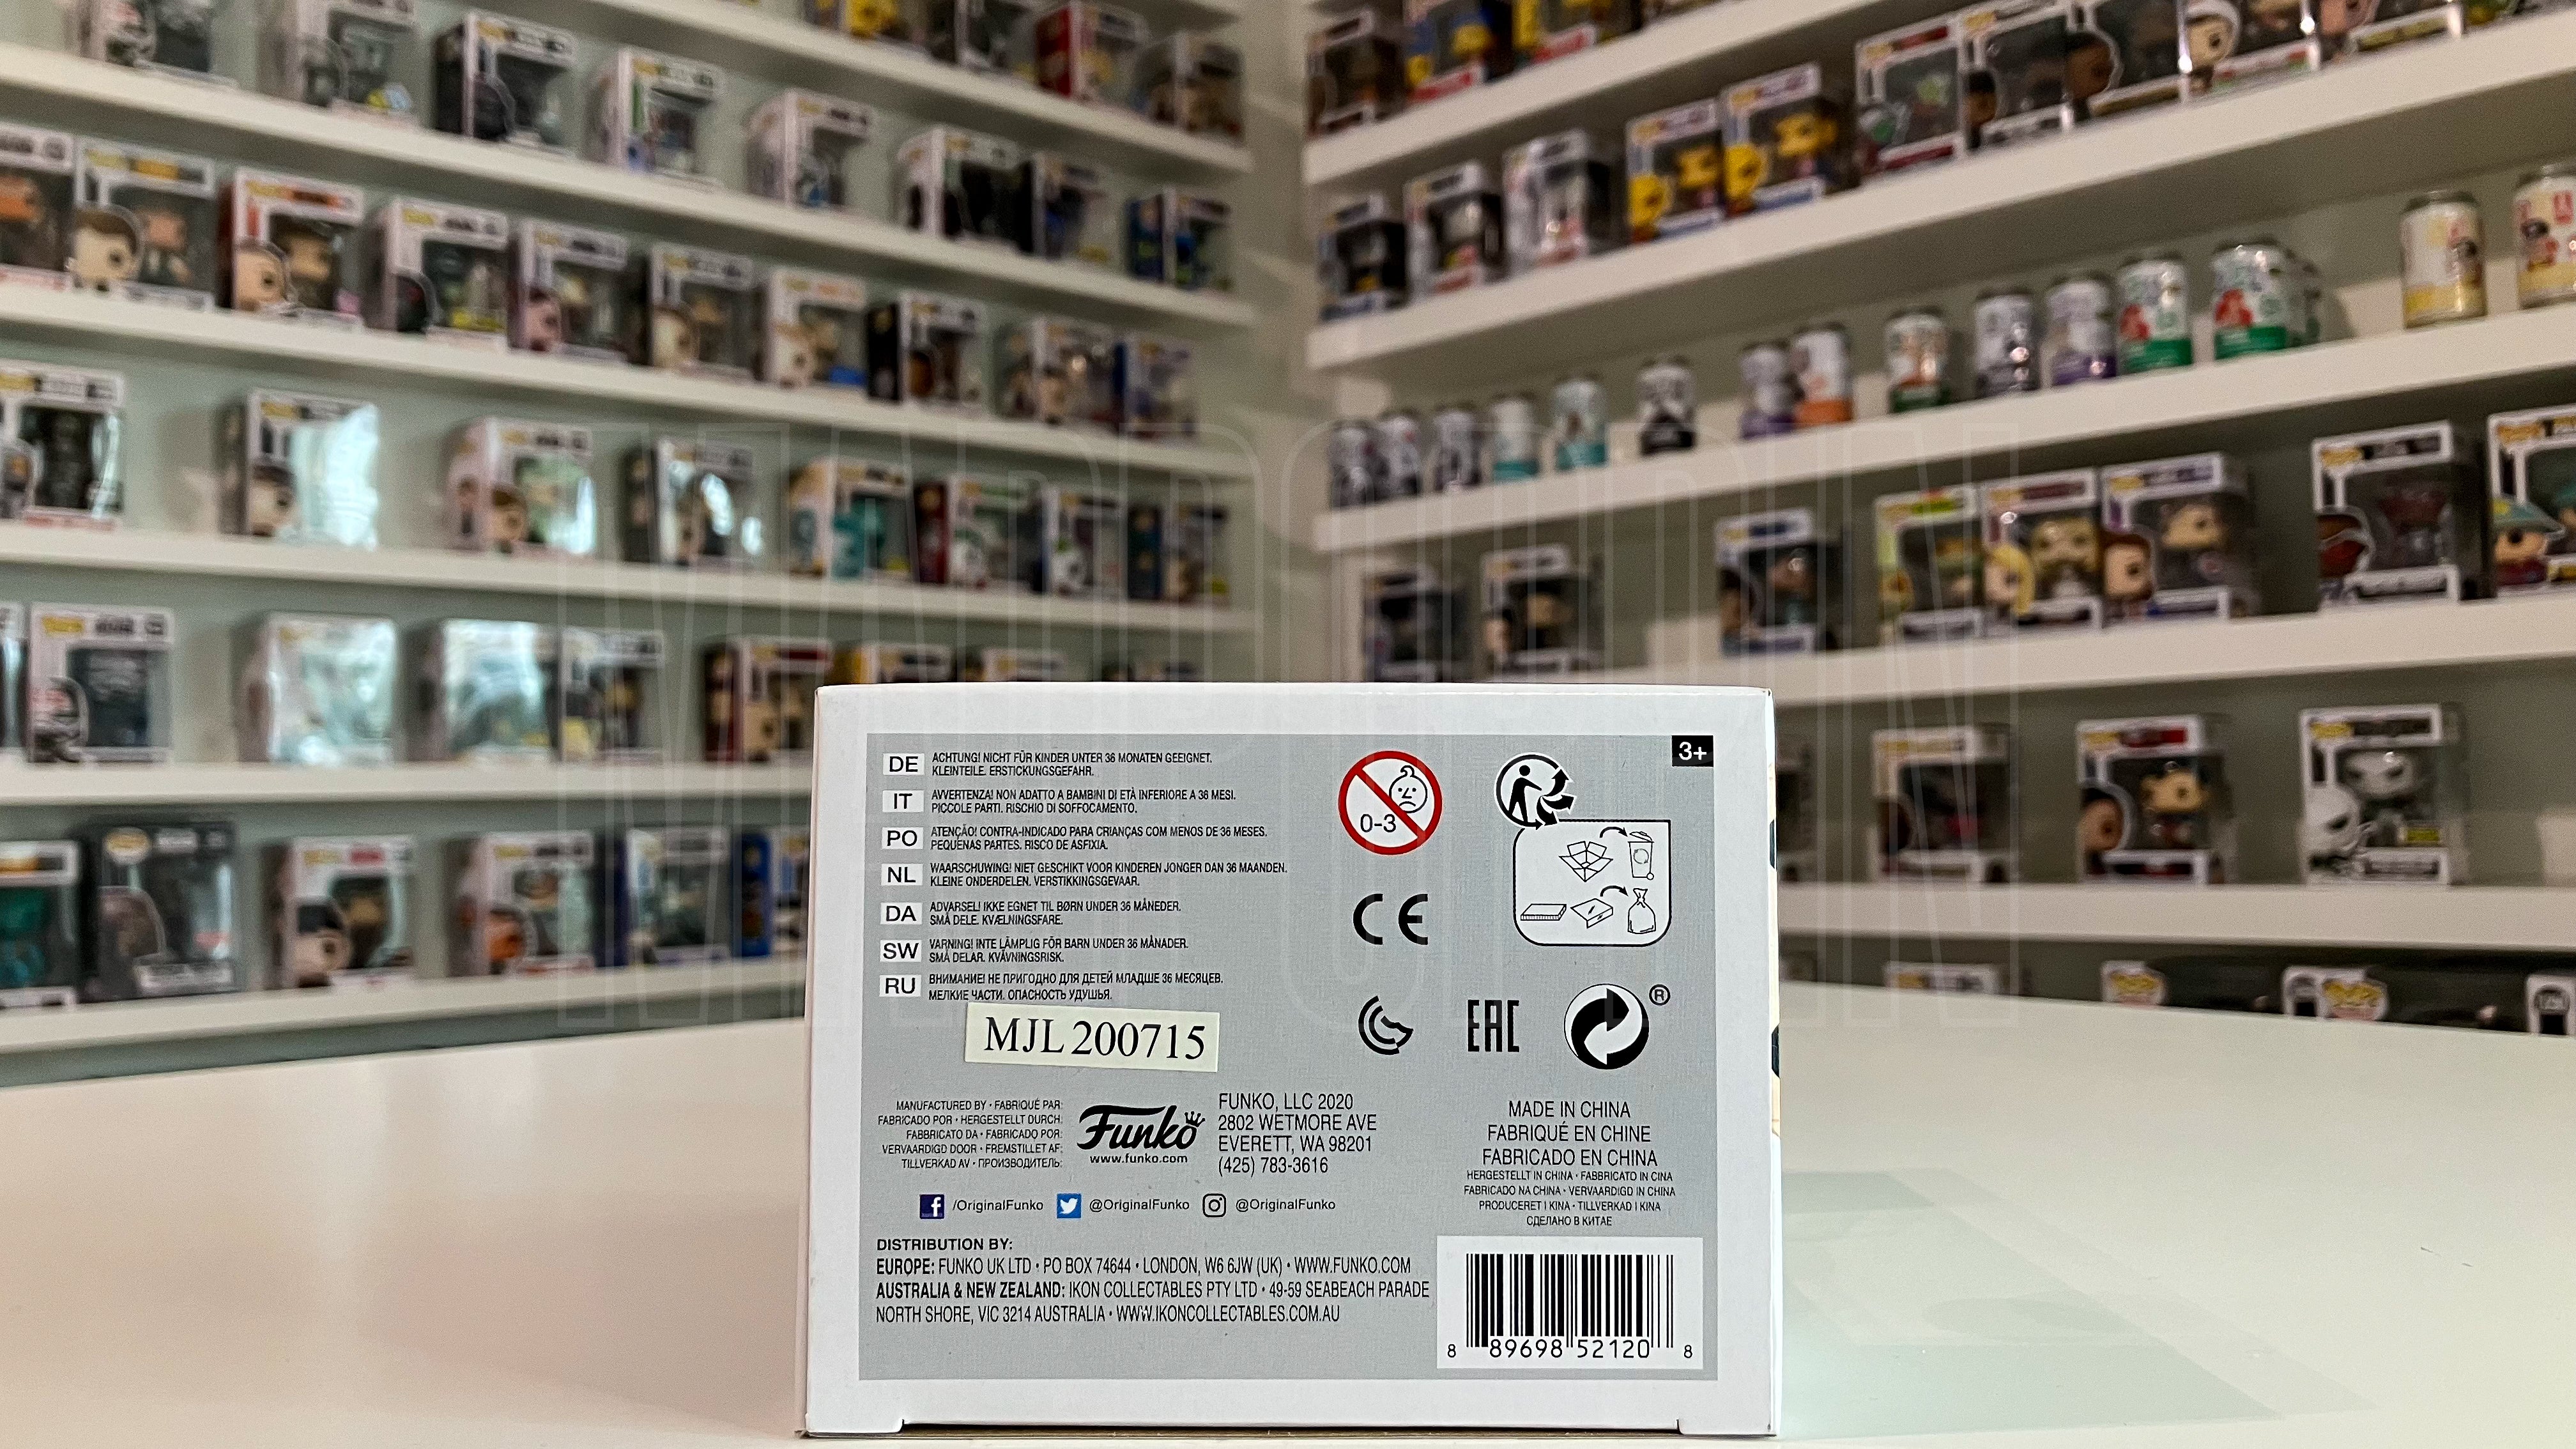 3+
DE ACHTUNG! NICHT FÜR KINDER UNTER 36 MONATEN GEEIGNET.
KLEINTEILE. ERSTICKUNGSGEFAHR.
IT AVVERTENZA! NON ADATTO A BAMBINI DI ETÀ INFERIORE A 36 MESI.
PICCOLE PARTI. RISCHIO DI SOFFOCAMENTO.
PO ATENÇÃO! CONTRA-INDICADO PARA CRIANÇAS COM MENOS DE 36 MESES.
PEQUENAS PARTES. RISCO DE ASFIXIA.
NL WAARSCHUWING! NIET GESCHIKT VOOR KINDEREN JONGER DAN 36 MAANDEN.
KLEINE ONDERDELEN. VERSTIKKINGSGEVAAR.
DA ADVARSEL! IKKE EGNET TIL BØRN UNDER 36 MÅNEDER.
SMÅ DELE. KVÆLNINGSFARE.
SW VARNING! INTE LÄMPLIG FÖR BARN UNDER 36 MÅNADER.
SMÅ DELAR. KVÄVNINGSRISK.
RU ВНИМАНИЕ! НЕ ПРИГОДНО ДЛЯ ДЕТЕЙ МЛАДШЕ 36 МЕСЯЦЕВ.
МЕЛКИЕ ЧАСТИ. ОПАСНОСТЬ УДУШЬЯ.
0-3
CE
EAC
®
MJL200715
MANUFACTURED BY • FABRIQUÉ PAR:
FABRICADO POR • HERGESTELLT DURCH:
FABBRICATO DA • FABRICADO POR:
VERVAARDIGD DOOR • FREMSTILLET AF:
TILLVERKAD AV • ПРОИЗВОДИТЕЛЬ:
Funko
www.funko.com
FUNKO, LLC 2020
2802 WETMORE AVE
EVERETT, WA 98201
(425) 783-3616
MADE IN CHINA
FABRIQUÉ EN CHINE
FABRICADO EN CHINA
HERGESTELLT IN CHINA • FABBRICATO IN CINA
FABRICADO NA CHINA • VERVAARDIGD IN CHINA
PRODUCERET I KINA • TILLVERKAD I KINA
СДЕЛАНО В КИТАЕ
/OriginalFunko @OriginalFunko @OriginalFunko
DISTRIBUTION BY:
EUROPE: FUNKO UK LTD • PO BOX 74644 • LONDON, W6 6JW (UK) • WWW.FUNKO.COM
AUSTRALIA & NEW ZEALAND: IKON COLLECTABLES PTY LTD • 49-59 SEABEACH PARADE
NORTH SHORE, VIC 3214 AUSTRALIA • WWW.IKONCOLLECTABLES.COM.AU
8 89698 52120 8